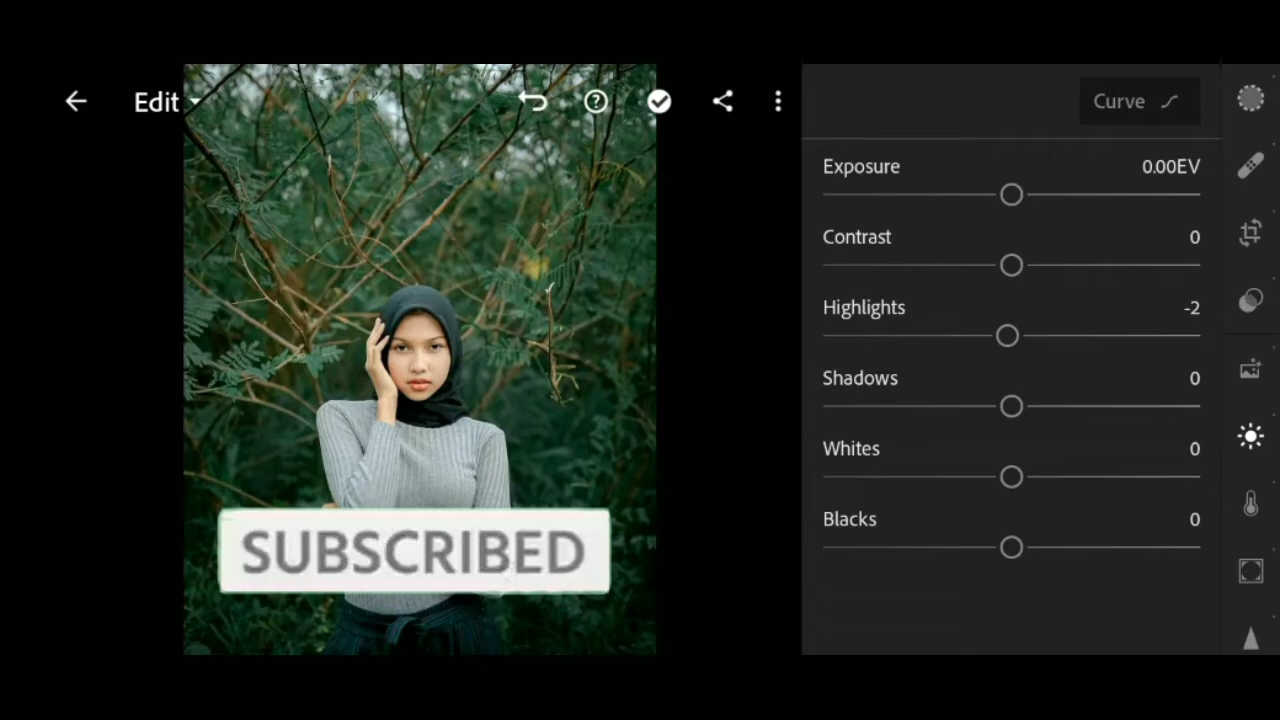 Edit
Curve
Exposure 0.00EV
Contrast 0
Highlights -2
Shadows 0
Whites 0
Blacks 0
SUBSCRIBED